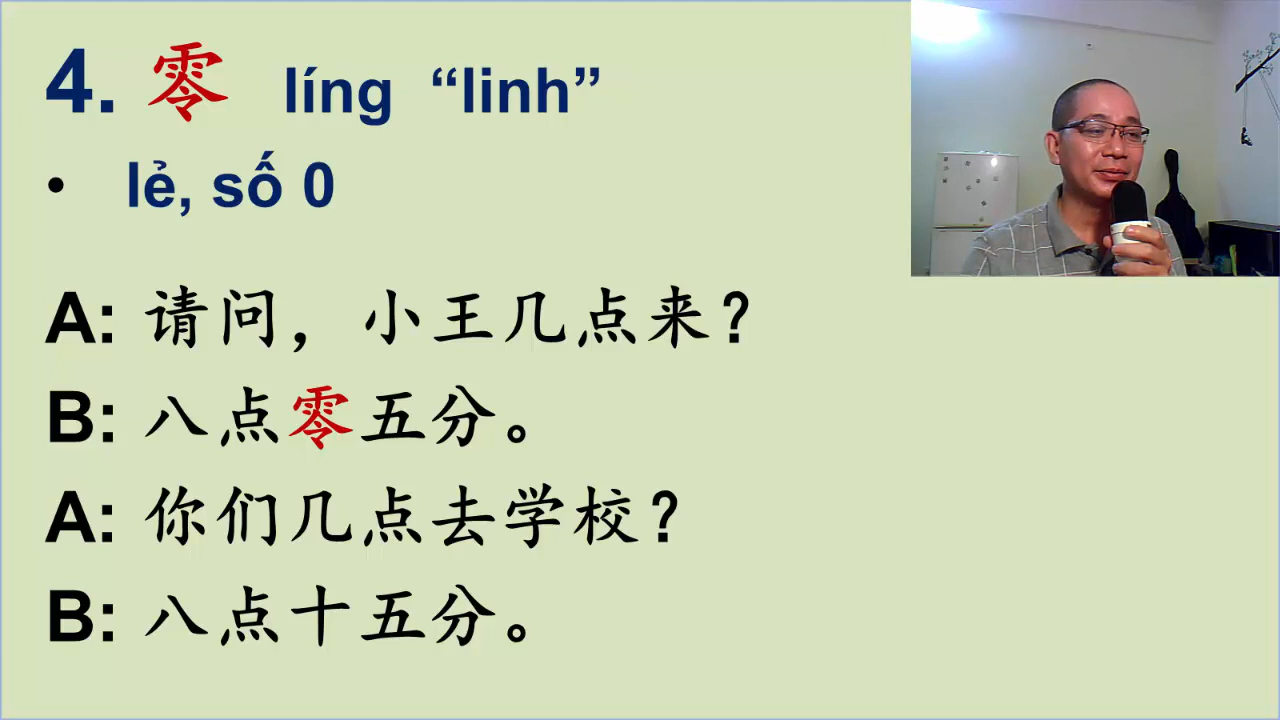 4. 零 líng “linh”
• lẻ, số 0
A: 请问，小王几点来？
B: 八点零五分。
A: 你们几点去学校？
B: 八点十五分。